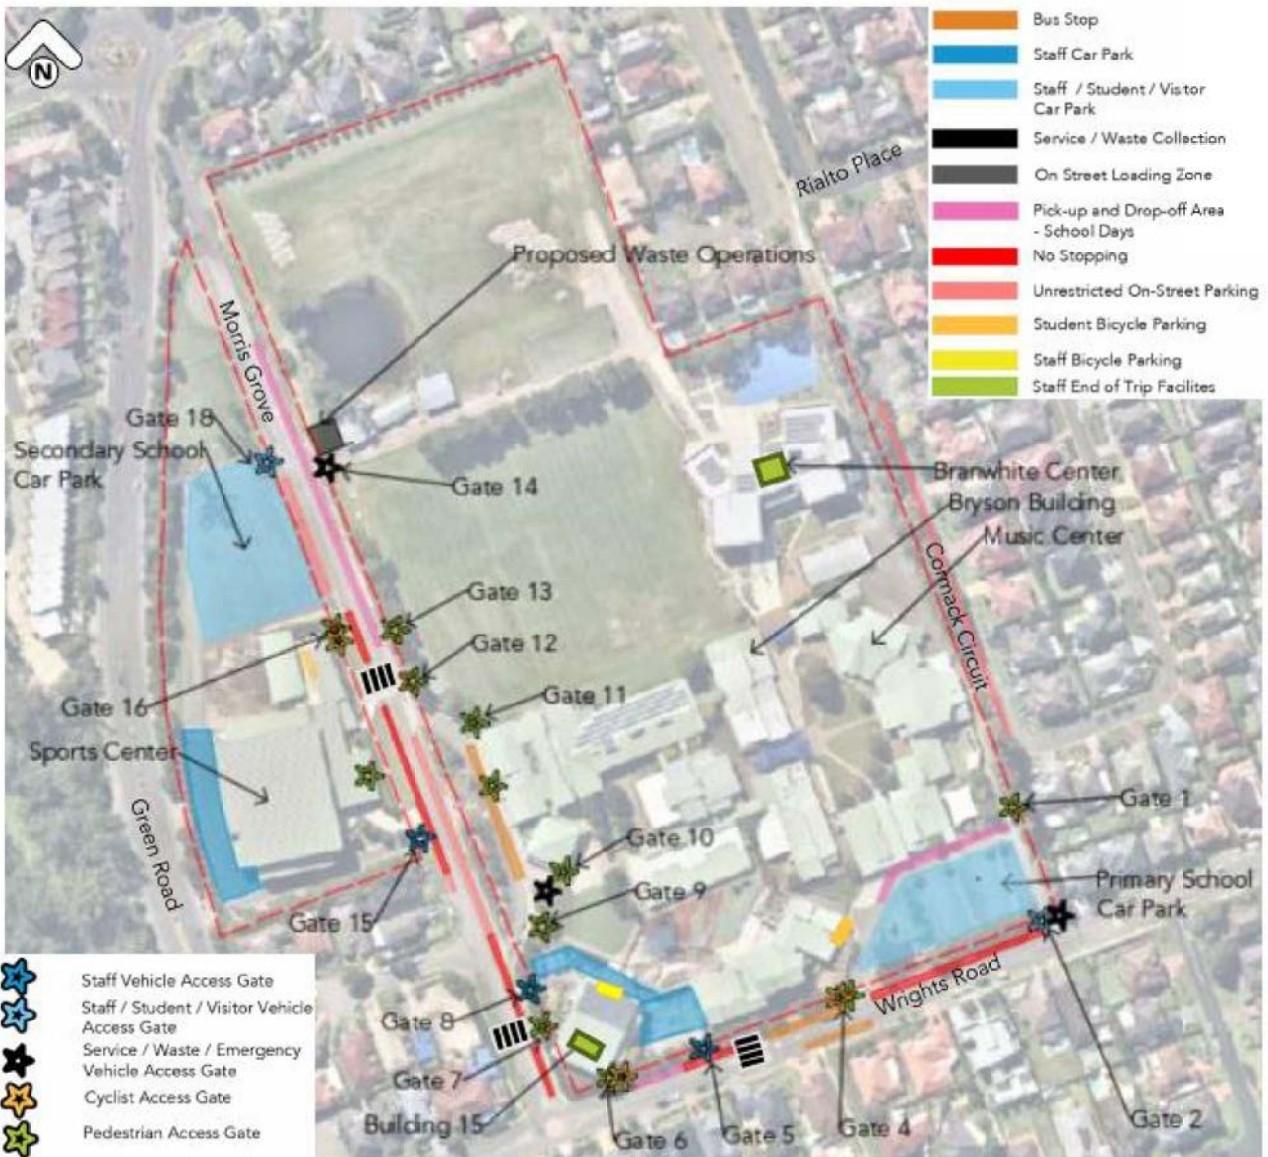 N
Bus Stop
Staff Car Park
Staff / Student / Vistor
Car Park
Service / Waste Collection
On Street Loading Zone
Pick-up and Drop-off Area
- School Days
No Stopping
Unrestricted On-Street Parking
Student Bicycle Parking
Staff Bicycle Parking
Staff End of Trip Facilites
Rialto Place
Proposed Waste Operations
Morris Grove
Gate 18
Secondary School
Car Park
Gate 14
Branwhite Center
Bryson Building
Music Center
Cormack Circuit
Gate 13
Gate 12
Gate 16
Gate 11
Sports Center
Green Road
Gate 1
Gate 10
Gate 9
Primary School
Car Park
Gate 15
Wrights Road
Gate 8
Gate 7
Building 15
Gate 6
Gate 5
Gate 4
Gate 2
Staff Vehicle Access Gate
Staff / Student / Visitor Vehicle
Access Gate
Service / Waste / Emergency
Vehicle Access Gate
Cyclist Access Gate
Pedestrian Access Gate